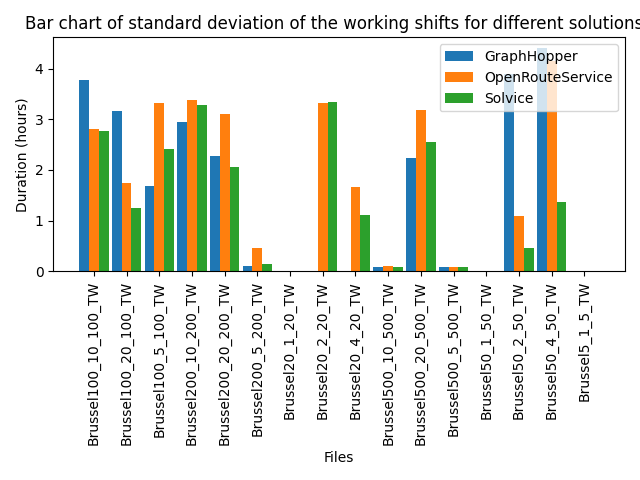 Bar chart of standard deviation of the working shifts for different solutions
GraphHopper
OpenRouteService
Solvice
Duration (hours)
4
3
2
1
0
Brussel100_10_100_TW
Brussel100_20_100_TW
Brussel100_5_100_TW
Brussel200_10_200_TW
Brussel200_20_200_TW
Brussel200_5_200_TW
Brussel20_1_20_TW
Brussel20_2_20_TW
Brussel20_4_20_TW
Brussel500_10_500_TW
Brussel500_20_500_TW
Brussel500_5_500_TW
Brussel50_1_50_TW
Brussel50_2_50_TW
Brussel50_4_50_TW
Brussel5_1_5_TW
Files